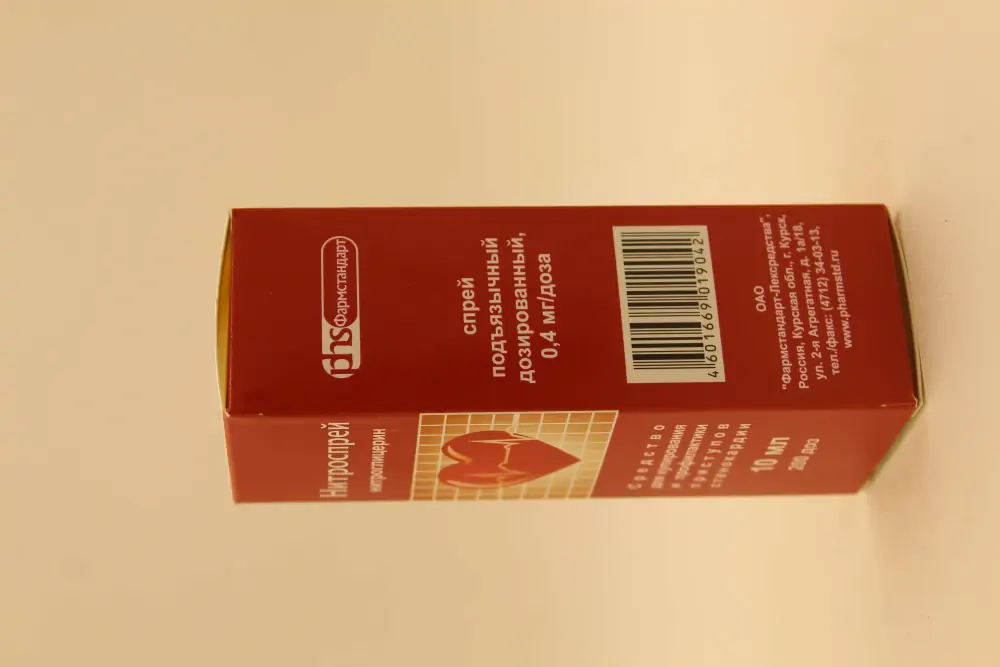 phs Фармстандарт
спрей
подъязычный
дозированный,
0,4 мг/доза
4 601669 019042
ОАО
"Фармстандарт-Лексредства",
Россия, Курская обл., г. Курск,
ул. 2-я Агрегатная, д. 1а/18,
тел./факс: (4712) 34-03-13,
www.pharmstd.ru
Нитроспрей
нитроглицерин
Средство
для купирования
и профилактики
приступов
стенокардии
10 мл
200 доз